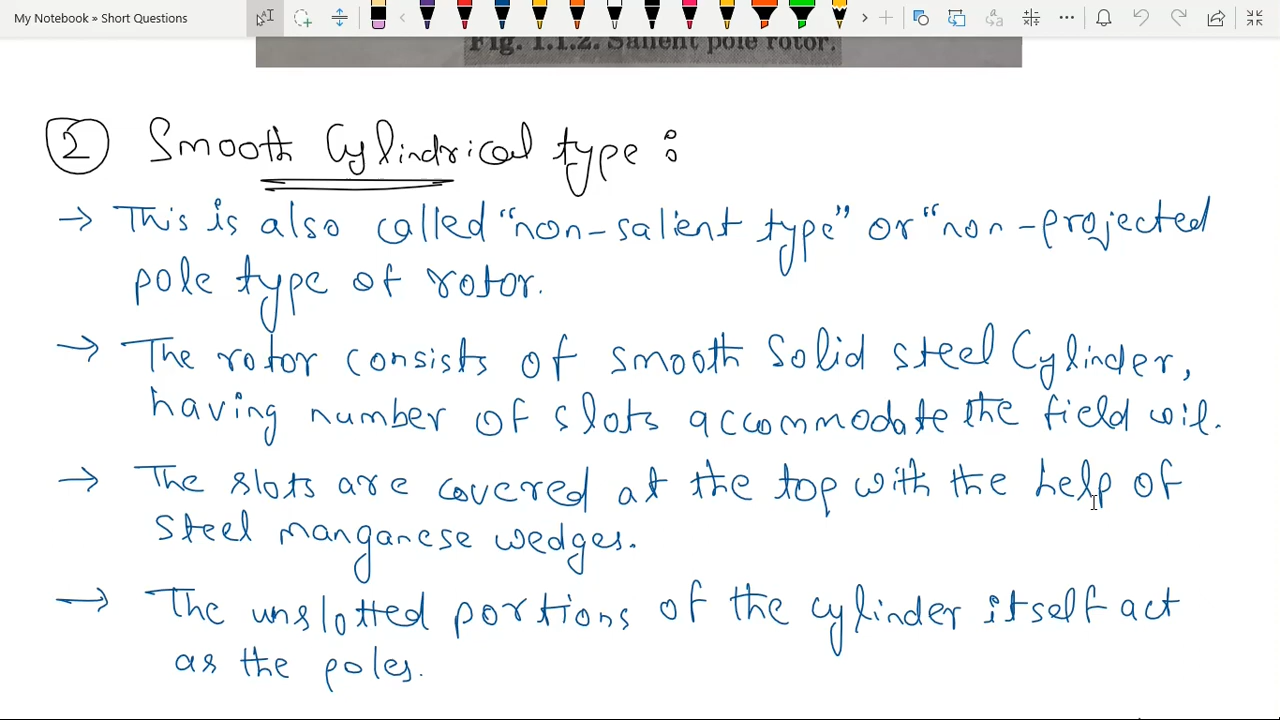 My Notebook » Short Questions
Fig. 1.1.2. Salient pole rotor.
2 Smooth Cylindrical type :
→ This is also called "non-salient type" or "non-projected
pole type of rotor.
→ The rotor consists of smooth solid steel Cylinder,
having number of slots accommodate the field coil.
→ The slots are covered at the top with the help of
steel manganese wedges.
→ The unslotted portions of the cylinder itself act
as the poles.